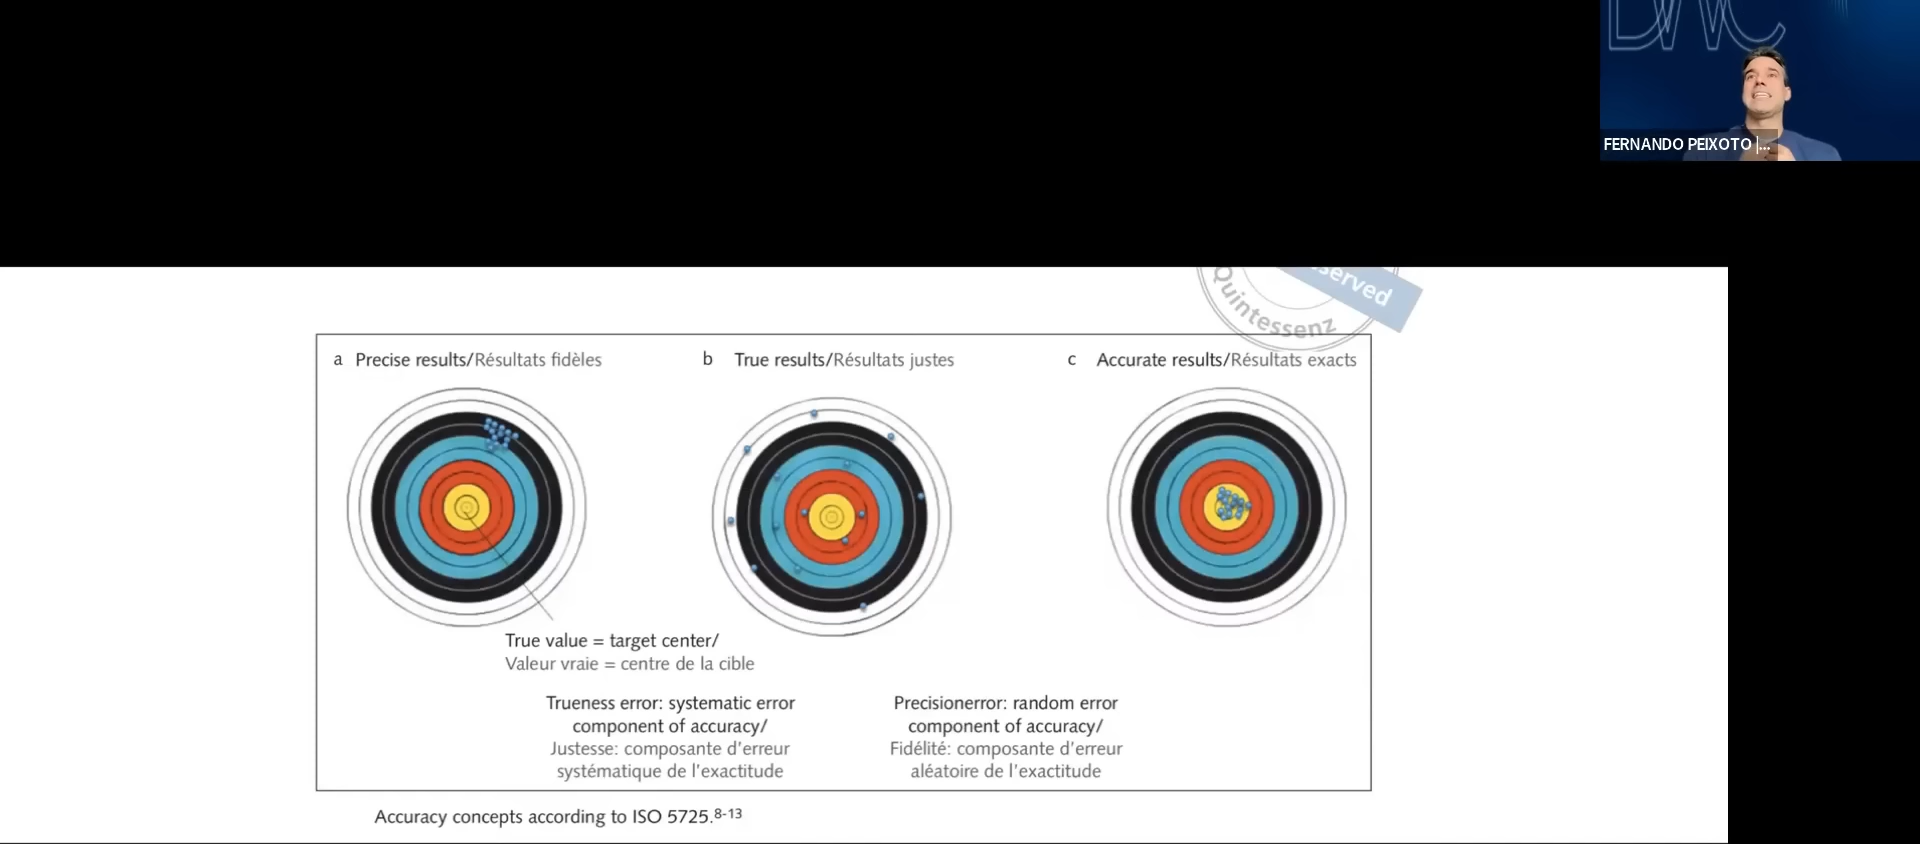 DWC
FERNANDO PEIXOTO |...
served
Quintessenz
a Precise results/Résultats fidèles
b True results/Résultats justes
c Accurate results/Résultats exacts
True value = target center/
Valeur vraie = centre de la cible
Trueness error: systematic error
component of accuracy/
Justesse: composante d'erreur
systématique de l'exactitude
Precisionerror: random error
component of accuracy/
Fidélité: composante d'erreur
aléatoire de l'exactitude
Accuracy concepts according to ISO 5725.8-13